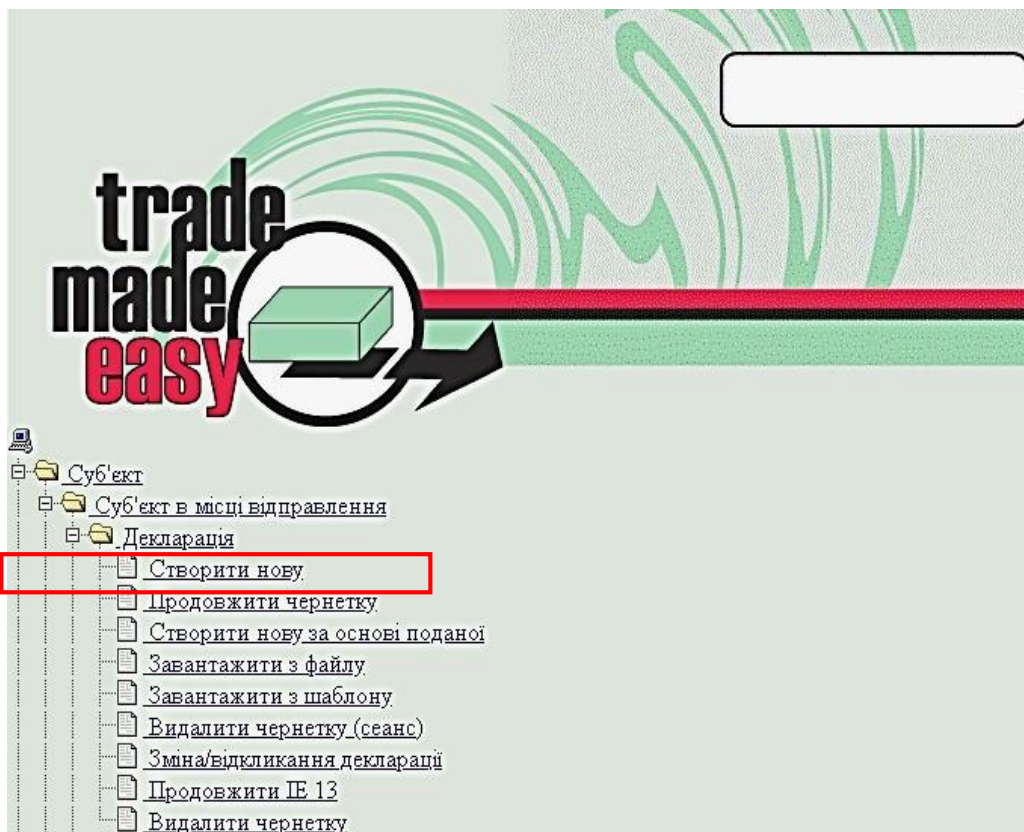 trade
made
easy
Суб'єкт
Суб'єкт в місці відправлення
Декларація
Створити нову
Продовжити чернетку
Створити нову за основі поданої
Завантажити з файлу
Завантажити з шаблону
Видалити чернетку (сеанс)
Зміна/відкликання декларації
Продовжити IE 13
Видалити чернетку